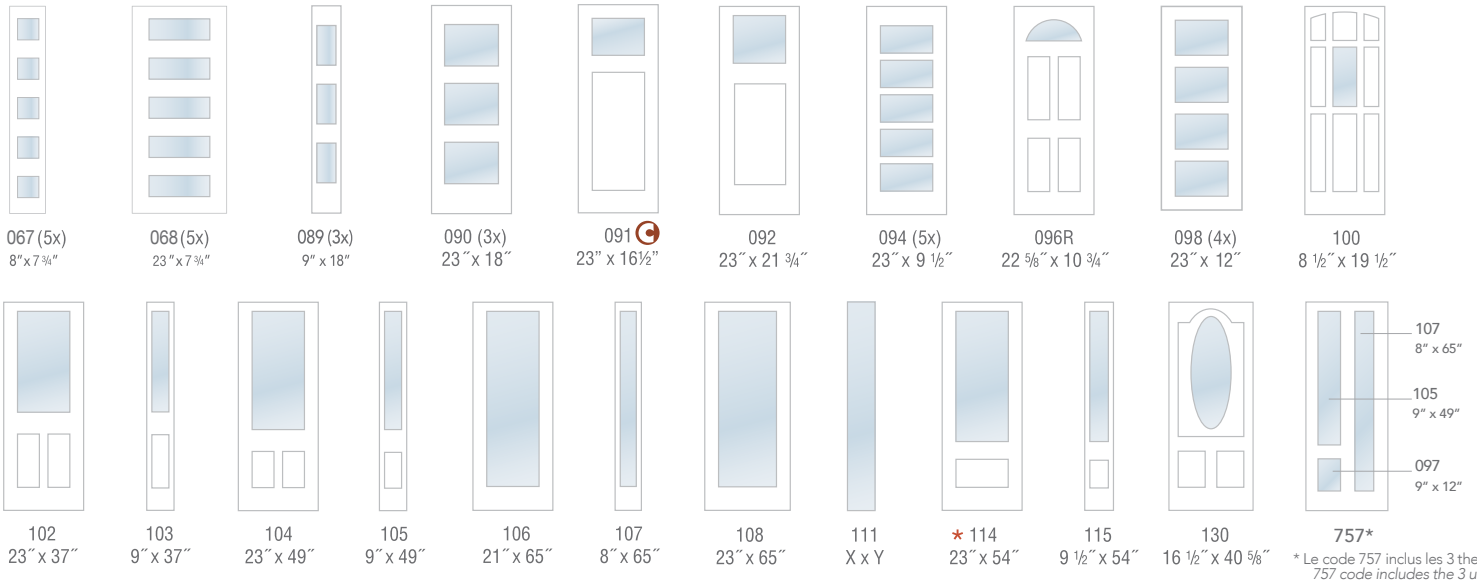 067 (5x) 068 (5x) 089 (3x) 090 (3x) 091 092 094 (5x) 096R 098 (4x) 100
8″ x 7 ¾″ 23 ″ x 7 ¾″ 9″ x 18″ 23″ x 18″ 23” x 16½” 23″ x 21 ¾″ 23″ x 9 ½″ 22 ⅝″ x 10 ¾″ 23″ x 12″ 8 ½″ x 19 ½″
107
8” x 65”
105
9” x 49”
097
9” x 12”
102 103 104 105 106 107 108 111 * 114 115 130 757*
23″ x 37″ 9″ x 37″ 23″ x 49″ 9″ x 49″ 21″ x 65″ 8″ x 65″ 23″ x 65″ X x Y 23″ x 54″ 9 ½″ x 54″ 16 ½″ x 40 ⅝″
* Le code 757 inclus les 3
757 code includes the 3